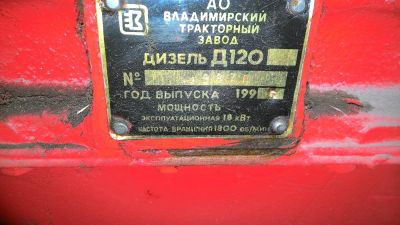 АО
ВЛАДИМИРСКИЙ
ТРАКТОРНЫЙ
ЗАВОД
ДИЗЕЛЬ Д120
№
ГОД ВЫПУСКА 199
МОЩНОСТЬ
ЭКСПЛУАТАЦИОННАЯ 18 кВт
ЧАСТОТА ВРАЩЕНИЯ 1800 ОБ/МИН